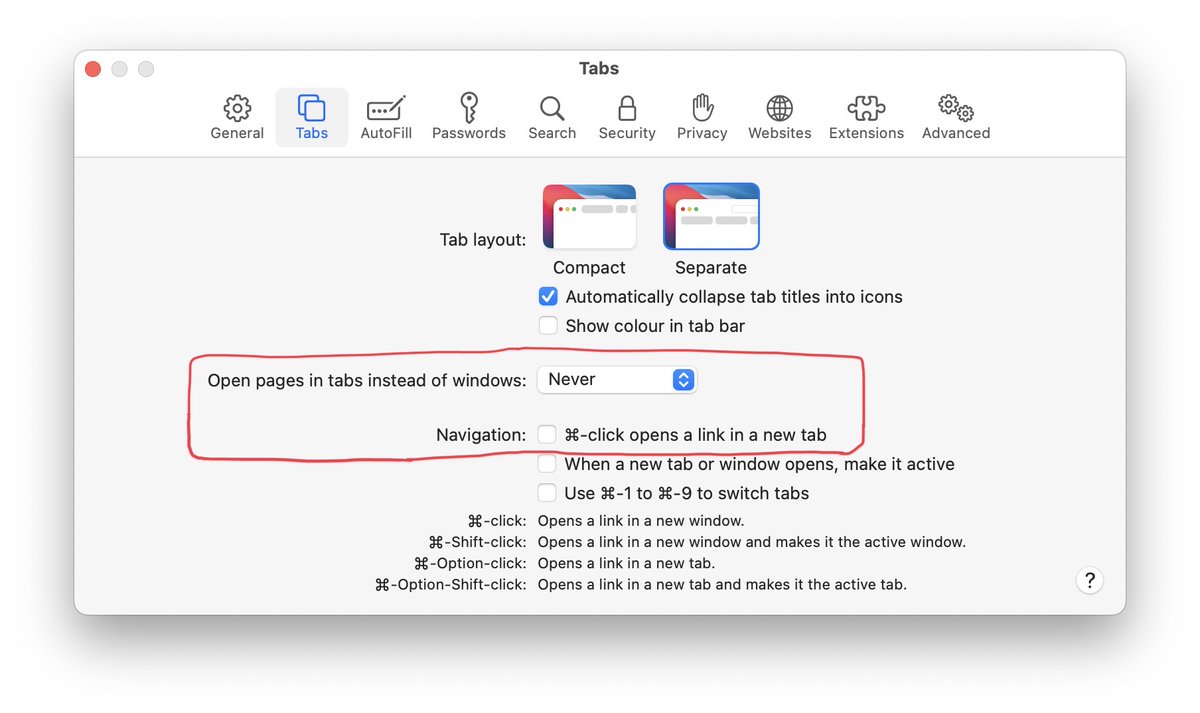 Tabs
General Tabs AutoFill Passwords Search Security Privacy Websites Extensions Advanced
Tab layout:
Compact Separate
Automatically collapse tab titles into icons
Show colour in tab bar
Open pages in tabs instead of windows: Never
Navigation: ⌘-click opens a link in a new tab
When a new tab or window opens, make it active
Use ⌘-1 to ⌘-9 to switch tabs
⌘-click: Opens a link in a new window.
⌘-Shift-click: Opens a link in a new window and makes it the active window.
⌘-Option-click: Opens a link in a new tab.
⌘-Option-Shift-click: Opens a link in a new tab and makes it the active tab.
?